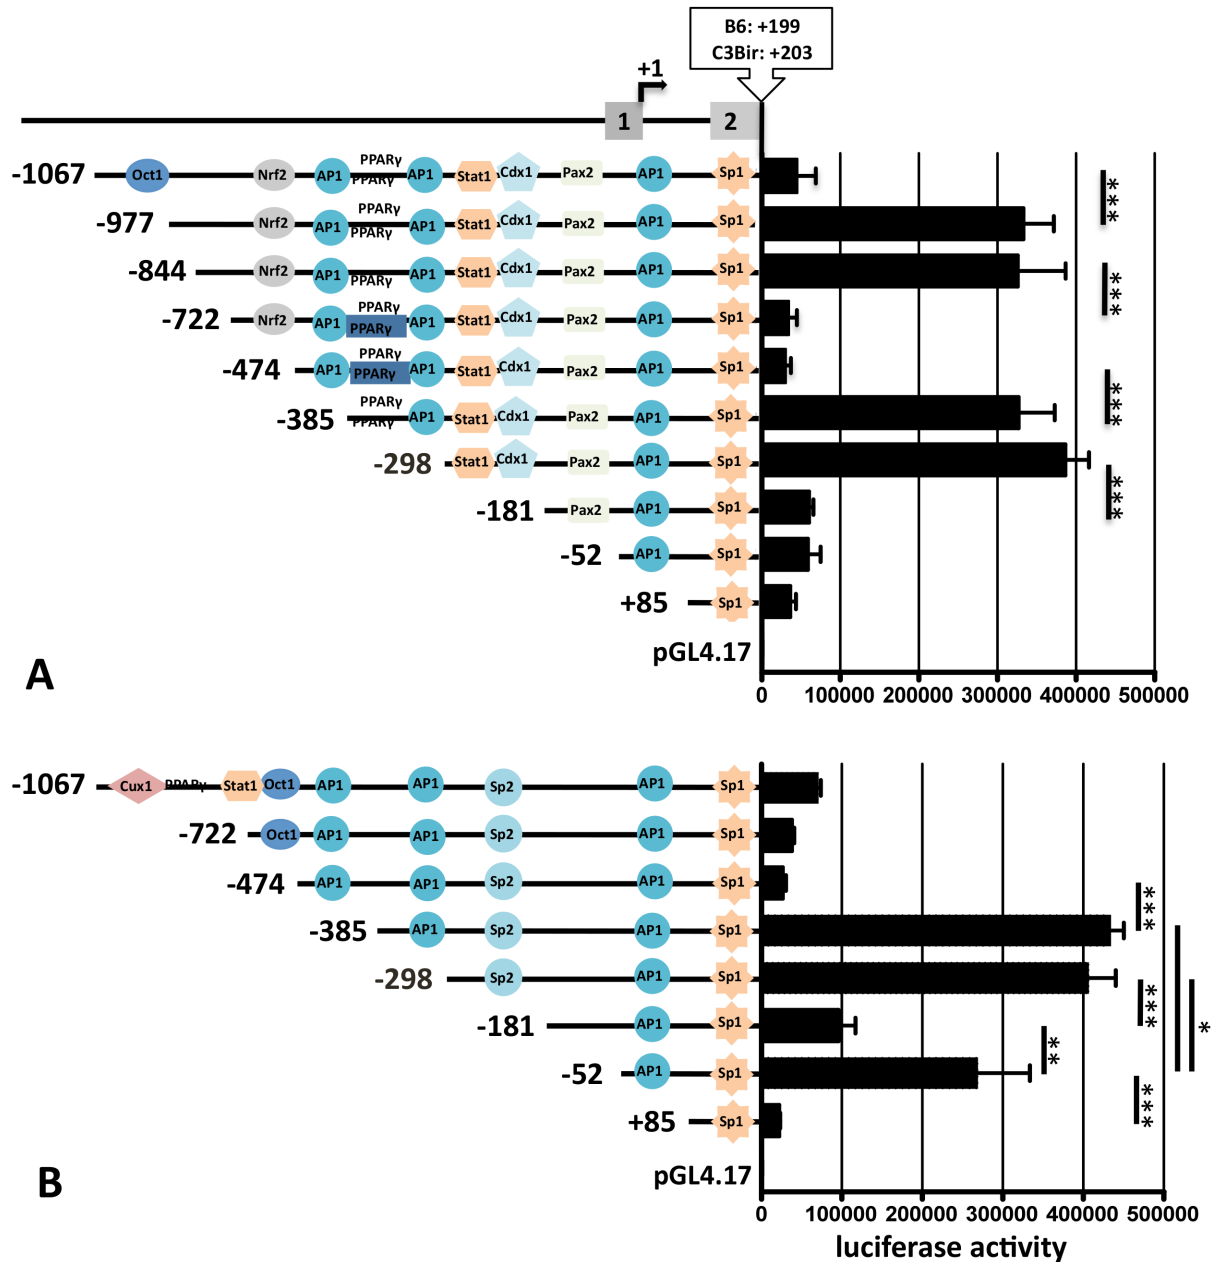 B6: +199
C3Bir: +203
+1
1 2
-1067 Oct1 Nrf2 AP1 PPARγ PPARγ AP1 Stat1 Cdx1 Pax2 AP1 Sp1 ***
-977 Nrf2 AP1 PPARγ PPARγ AP1 Stat1 Cdx1 Pax2 AP1 Sp1
-844 Nrf2 AP1 PPARγ AP1 Stat1 Cdx1 Pax2 AP1 Sp1 ***
-722 Nrf2 AP1 PPARγ PPARγ AP1 Stat1 Cdx1 Pax2 AP1 Sp1
-474 AP1 PPARγ PPARγ AP1 Stat1 Cdx1 Pax2 AP1 Sp1 ***
-385 PPARγ PPARγ AP1 Stat1 Cdx1 Pax2 AP1 Sp1
-298 Stat1 Cdx1 Pax2 AP1 Sp1 ***
-181 Pax2 AP1 Sp1
-52 AP1 Sp1
+85 Sp1
pGL4.17
A
0 100000 200000 300000 400000 500000
-1067 Cux1 PPARγ Stat1 Oct1 AP1 AP1 Sp2 AP1 Sp1
-722 Oct1 AP1 AP1 Sp2 AP1 Sp1
-474 AP1 AP1 Sp2 AP1 Sp1 ***
-385 AP1 Sp2 AP1 Sp1
-298 Sp2 AP1 Sp1 ***
-181 AP1 Sp1 ** *
-52 AP1 Sp1 ***
+85 Sp1
pGL4.17
B
0 100000 200000 300000 400000 500000
luciferase activity